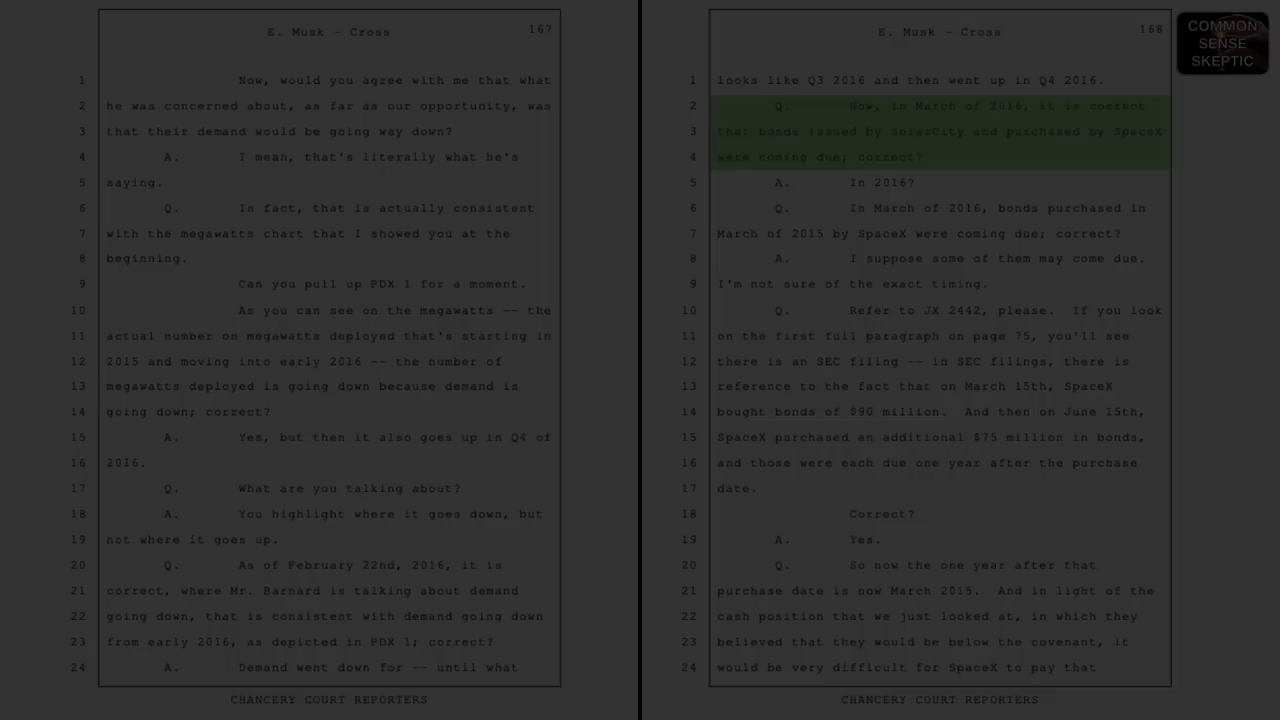 E. Musk - Cross
167
1 Now, would you agree with me that what
2 he was concerned about, as far as our opportunity, was
3 that their demand would be going way down?
4 A. I mean, that's literally what he's
5 saying.
6 Q. In fact, that is actually consistent
7 with the megawatts chart that I showed you at the
8 beginning.
9 Can you pull up PDX 1 for a moment.
10 As you can see on the megawatts -- the
11 actual number on megawatts deployed that's starting in
12 2015 and moving into early 2016 -- the number of
13 megawatts deployed is going down because demand is
14 going down; correct?
15 A. Yes, but then it also goes up in Q4 of
16 2016.
17 Q. What are you talking about?
18 A. You highlight where it goes down, but
19 not where it goes up.
20 Q. As of February 22nd, 2016, it is
21 correct, where Mr. Barnard is talking about demand
22 going down, that is consistent with demand going down
23 from early 2016, as depicted in PDX 1; correct?
24 A. Demand went down for -- until what
CHANCERY COURT REPORTERS
E. Musk - Cross
168
1 looks like Q3 2016 and then went up in Q4 2016.
2 Q. Now, in March of 2016, it is correct
3 that bonds issued by SolarCity and purchased by SpaceX
4 were coming due; correct?
5 A. In 2016?
6 Q. In March of 2016, bonds purchased in
7 March of 2015 by SpaceX were coming due; correct?
8 A. I suppose some of them may come due.
9 I'm not sure of the exact timing.
10 Q. Refer to JX 2442, please. If you look
11 on the first full paragraph on page 75, you'll see
12 there is an SEC filing -- in SEC filings, there is
13 reference to the fact that on March 15th, SpaceX
14 bought bonds of $90 million. And then on June 15th,
15 SpaceX purchased an additional $75 million in bonds,
16 and those were each due one year after the purchase
17 date.
18 Correct?
19 A. Yes.
20 Q. So now the one year after that
21 purchase date is now March 2015. And in light of the
22 cash position that we just looked at, in which they
23 believed that they would be below the covenant, it
24 would be very difficult for SpaceX to pay that
CHANCERY COURT REPORTERS
COMMON
SENSE
SKEPTIC